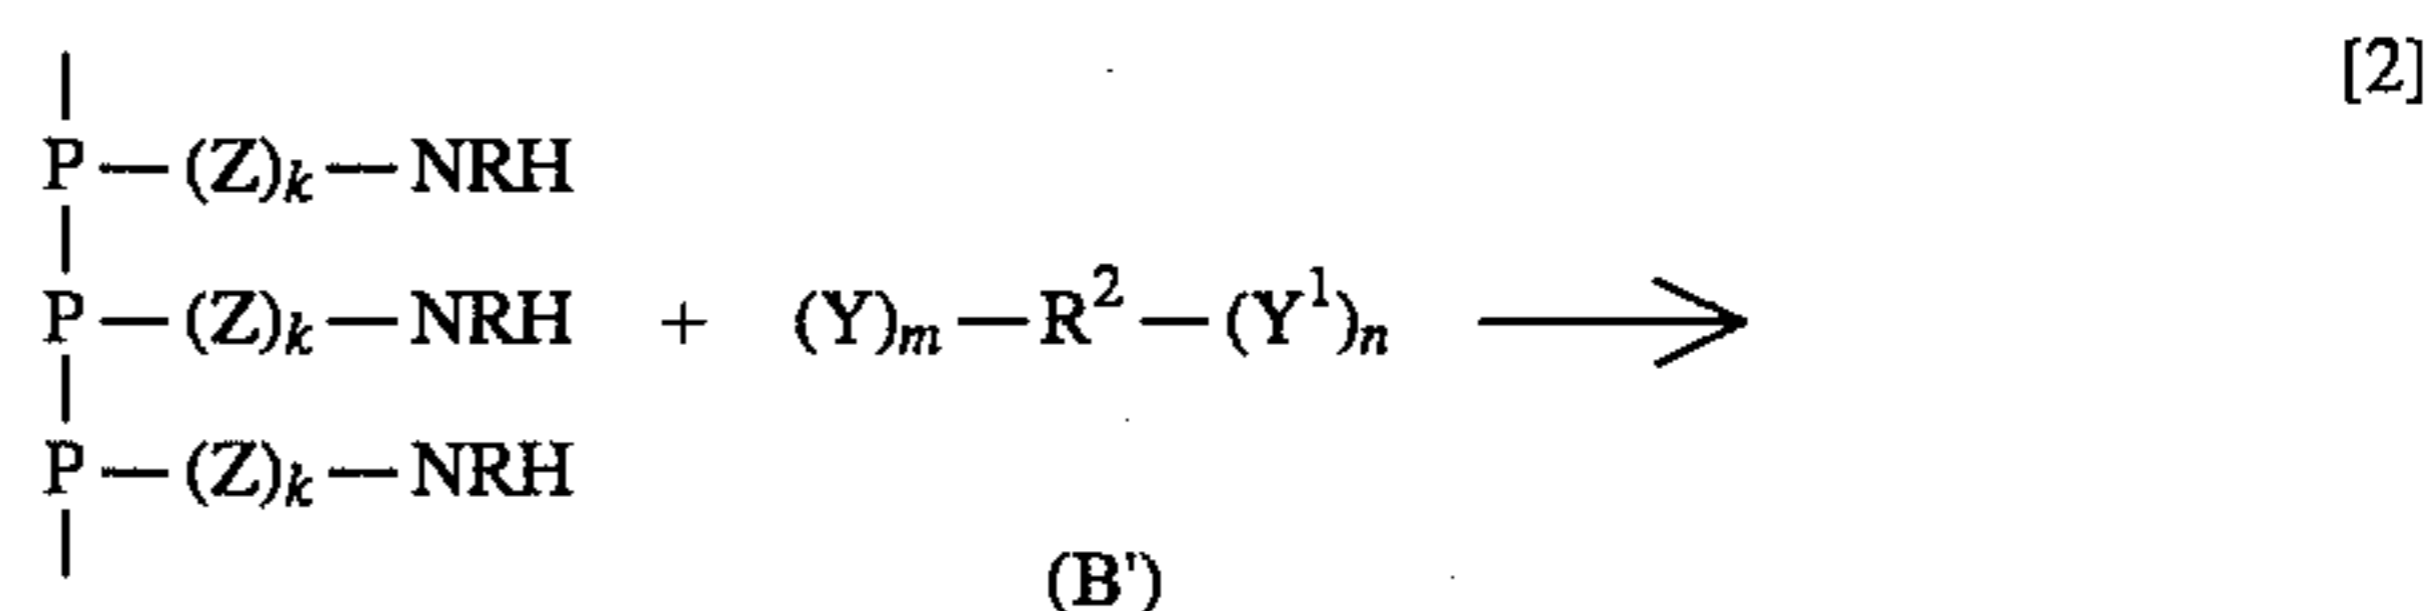 [2]
P—(Z)k—NRH
P—(Z)k—NRH + (Y)m—R²—(Y¹)n
P—(Z)k—NRH
(B')